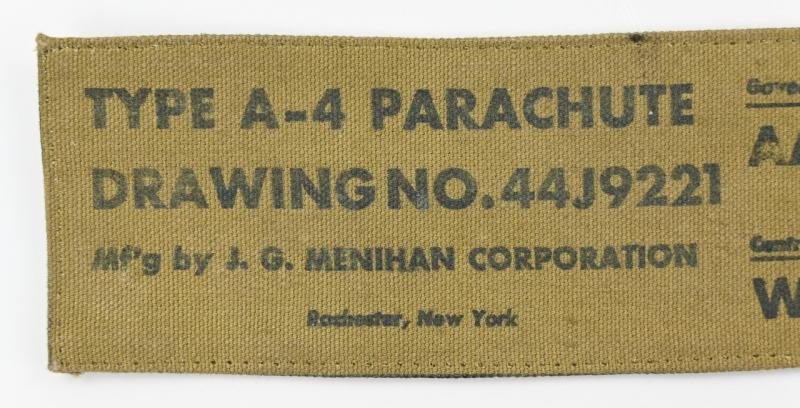 TYPE A-4 PARACHUTE
DRAWING NO. 44J9221
Mf'g by J. G. MENIHAN CORPORATION
Rochester, New York